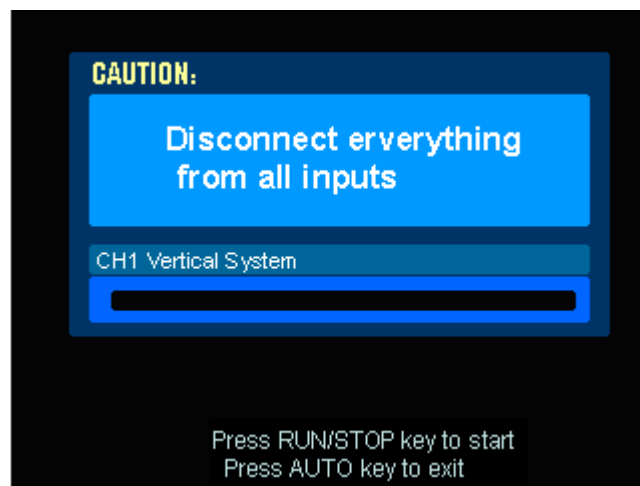 CAUTION:
Disconnect erverything
from all inputs
CH1 Vertical System
Press RUN/STOP key to start
Press AUTO key to exit